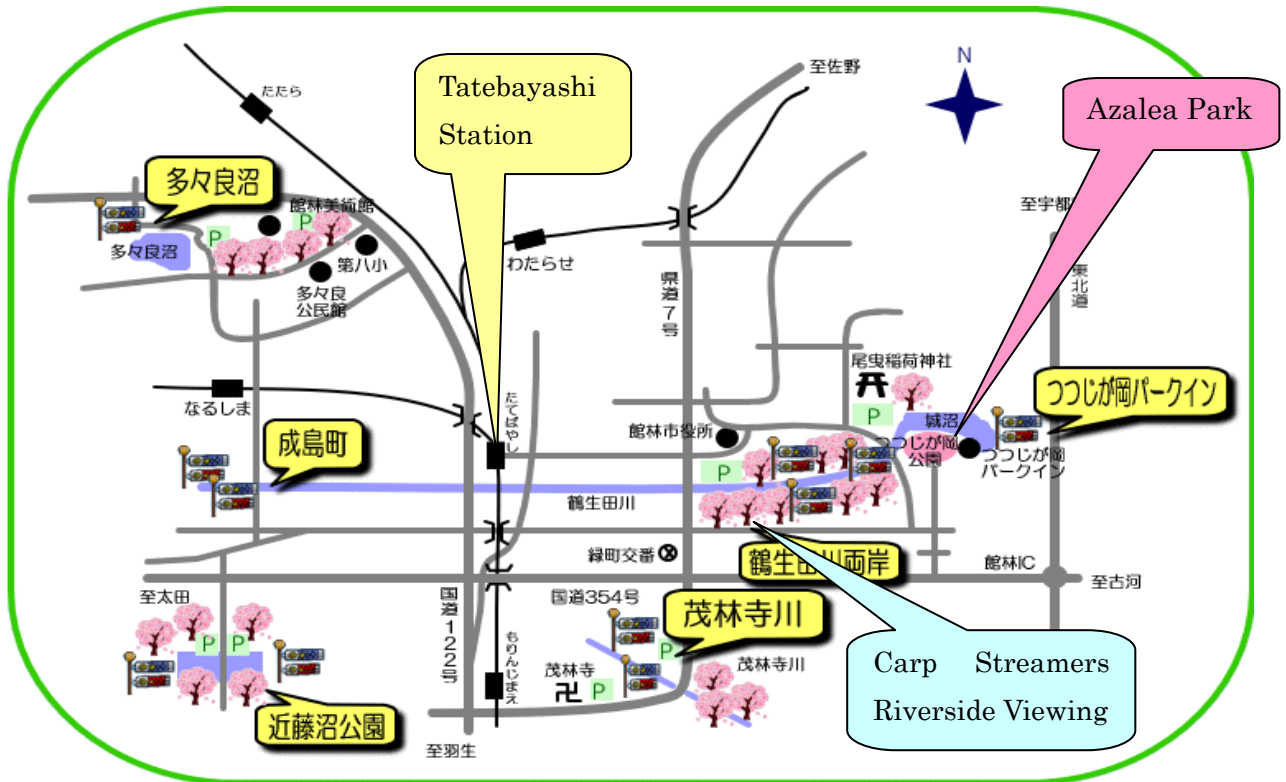 N
至佐野
たたら
Tatebayashi
Station
Azalea Park
多々良沼
館林美術館
P
P
至宇都
多々良沼
第八小
わたらせ
多々良
公民館
県道7号
東北道
尾曳稲荷神社
P
つつじが岡パークイン
なるしま
たてばやし
館林市役所
城沼
つつじが岡
公園
つつじが岡
パークイン
成島町
P
鶴生田川
緑町交番
鶴生田川両岸
館林IC
至古河
至太田
国道122号
国道354号
茂林寺川
P
P
P
もりんじまえ
茂林寺
卍
P
茂林寺川
Carp Streamers
Riverside Viewing
近藤沼公園
至羽生